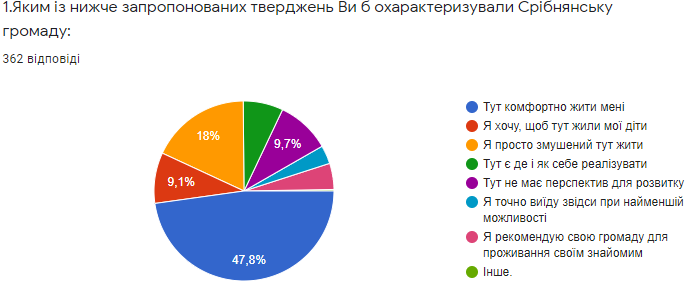 1.Яким із нижче запропонованих тверджень Ви б охарактеризували Срібнянську
громаду:
362 відповіді
18%
9,7%
9,1%
47,8%
Тут комфортно жити мені
Я хочу, щоб тут жили мої діти
Я просто змушений тут жити
Тут є де і як себе реалізувати
Тут не має перспектив для розвитку
Я точно виїду звідси при найменшій
можливості
Я рекомендую свою громаду для
проживання своїм знайомим
Інше.